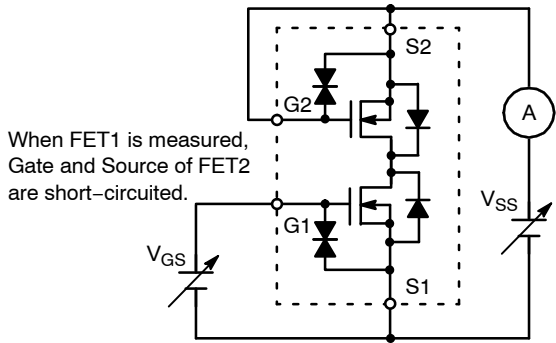 S2
G2
A
When FET1 is measured,
Gate and Source of FET2
are short−circuited.
VSS
G1
VGS
S1